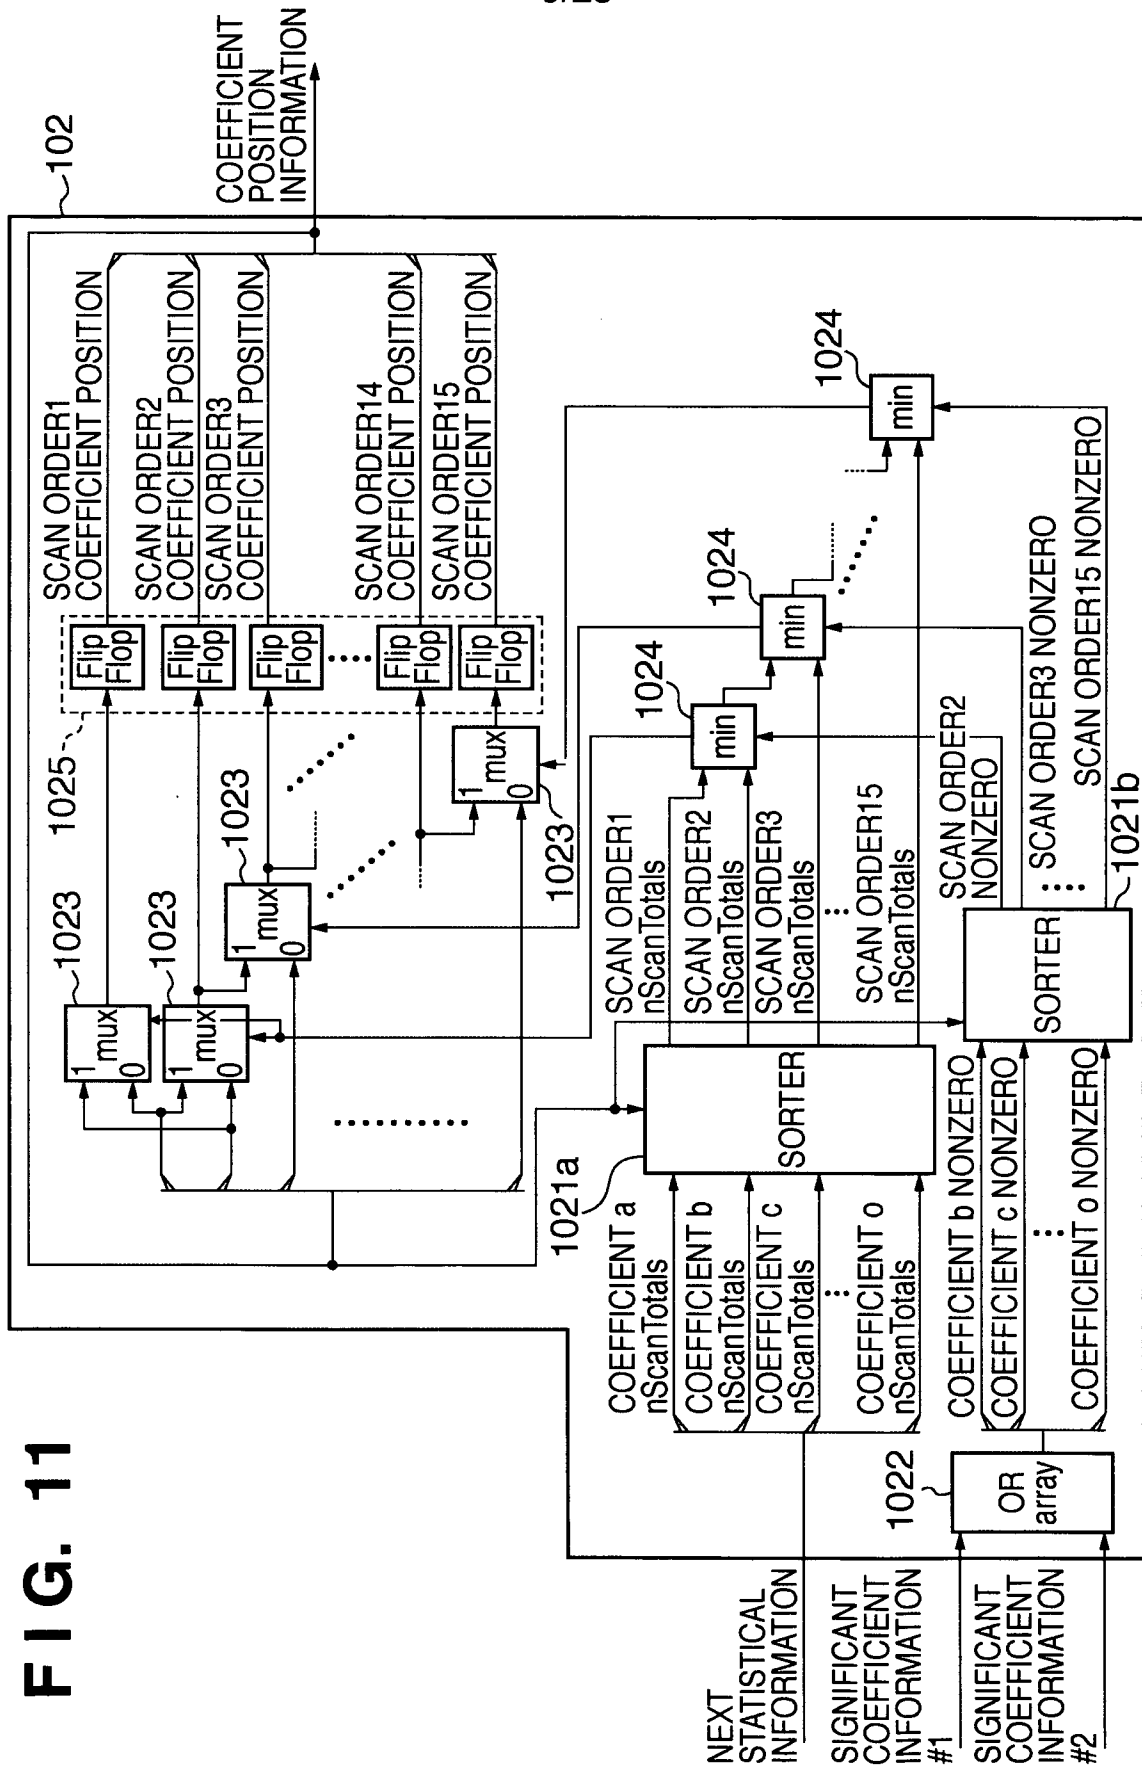 FIG. 11
102
COEFFICIENT
POSITION
INFORMATION
SCAN ORDER1
COEFFICIENT POSITION
SCAN ORDER2
COEFFICIENT POSITION
SCAN ORDER3
COEFFICIENT POSITION
SCAN ORDER14
COEFFICIENT POSITION
SCAN ORDER15
COEFFICIENT POSITION
1025
Flip
Flop
Flip
Flop
Flip
Flop
Flip
Flop
Flip
Flop
1023
1
mux
0
1023
1
mux
0
1023
1
mux
0
1023
1
mux
0
1024
min
1024
min
1024
min
NEXT
STATISTICAL
INFORMATION
COEFFICIENT a
nScanTotals
COEFFICIENT b
nScanTotals
COEFFICIENT c
nScanTotals
COEFFICIENT o
nScanTotals
1021a
SORTER
SCAN ORDER1
nScanTotals
SCAN ORDER2
nScanTotals
SCAN ORDER3
nScanTotals
SCAN ORDER15
nScanTotals
SIGNIFICANT
COEFFICIENT
INFORMATION
#1
SIGNIFICANT
COEFFICIENT
INFORMATION
#2
1022
OR
array
COEFFICIENT b NONZERO
COEFFICIENT c NONZERO
COEFFICIENT o NONZERO
SORTER
1021b
SCAN ORDER2
NONZERO
SCAN ORDER3 NONZERO
SCAN ORDER15 NONZERO